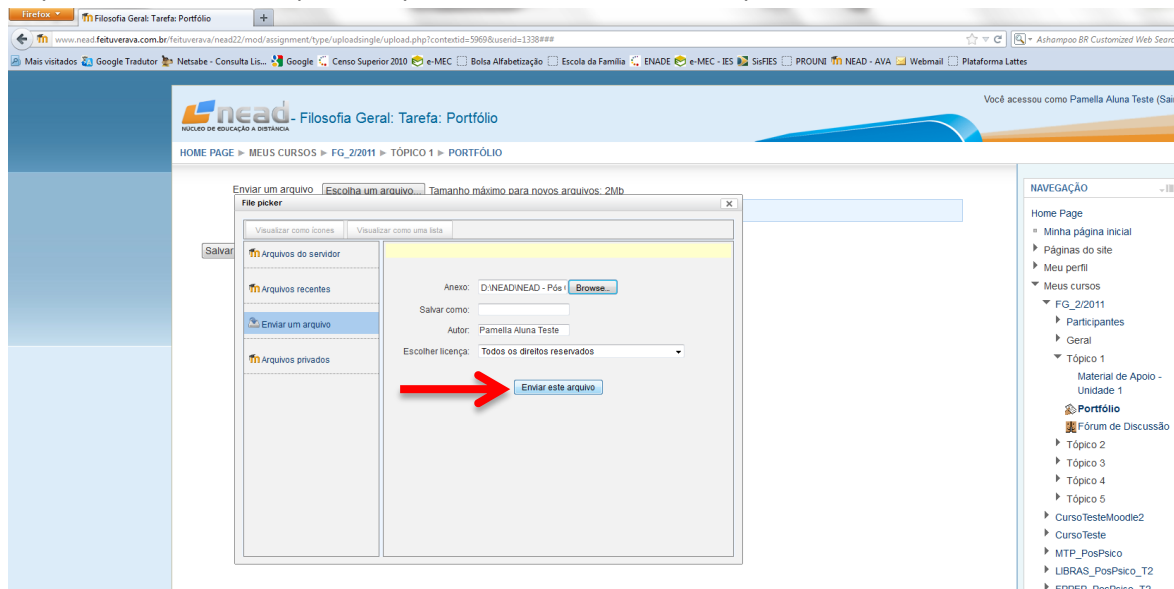 Firefox
Filosofia Geral: Tarefa: Portfólio
+
www.nead.feituverava.com.br/feituverava/nead22/mod/assignment/type/uploadsingle/upload.php?contextid=5969&userid=1338###
Ashampoo BR Customized Web Searc
Mais visitados Google Tradutor Netsabe - Consulta Lis... Google Censo Superior 2010 e-MEC Bolsa Alfabetização Escola da Família ENADE e-MEC - IES SisFIES PROUNI NEAD - AVA Webmail Plataforma Lattes
Você acessou como Pamella Aluna Teste (Sai
nead - Filosofia Geral: Tarefa: Portfólio
NÚCLEO DE EDUCAÇÃO A DISTÂNCIA
HOME PAGE ► MEUS CURSOS ► FG_2/2011 ► TÓPICO 1 ► PORTFÓLIO
Enviar um arquivo Escolha um arquivo... Tamanho máximo para novos arquivos: 2Mb
File picker
Visualizar como ícones Visualizar como uma lista
Salvar
Arquivos do servidor
Arquivos recentes
Enviar um arquivo
Arquivos privados
Anexo: D:\NEAD\NEAD - Pós Browse...
Salvar como:
Autor: Pamella Aluna Teste
Escolher licença: Todos os direitos reservados
Enviar este arquivo
NAVEGAÇÃO
Home Page
Minha página inicial
Páginas do site
Meu perfil
Meus cursos
FG_2/2011
Participantes
Geral
Tópico 1
Material de Apoio -
Unidade 1
Portfólio
Fórum de Discussão
Tópico 2
Tópico 3
Tópico 4
Tópico 5
CursoTesteMoodle2
CursoTeste
MTP_PosPsico
LIBRAS_PosPsico_T2